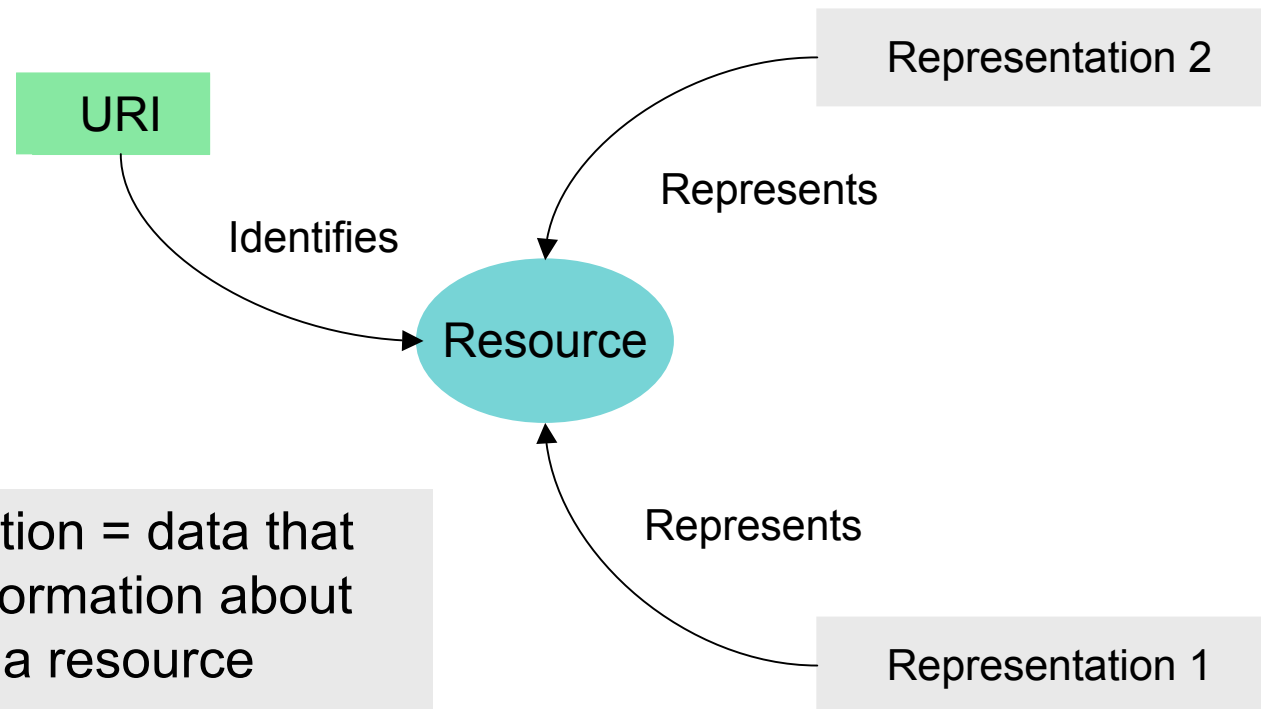 Representation 2
URI
Represents
Identifies
Resource
tion = data that
ormation about
a resource
Represents
Representation 1